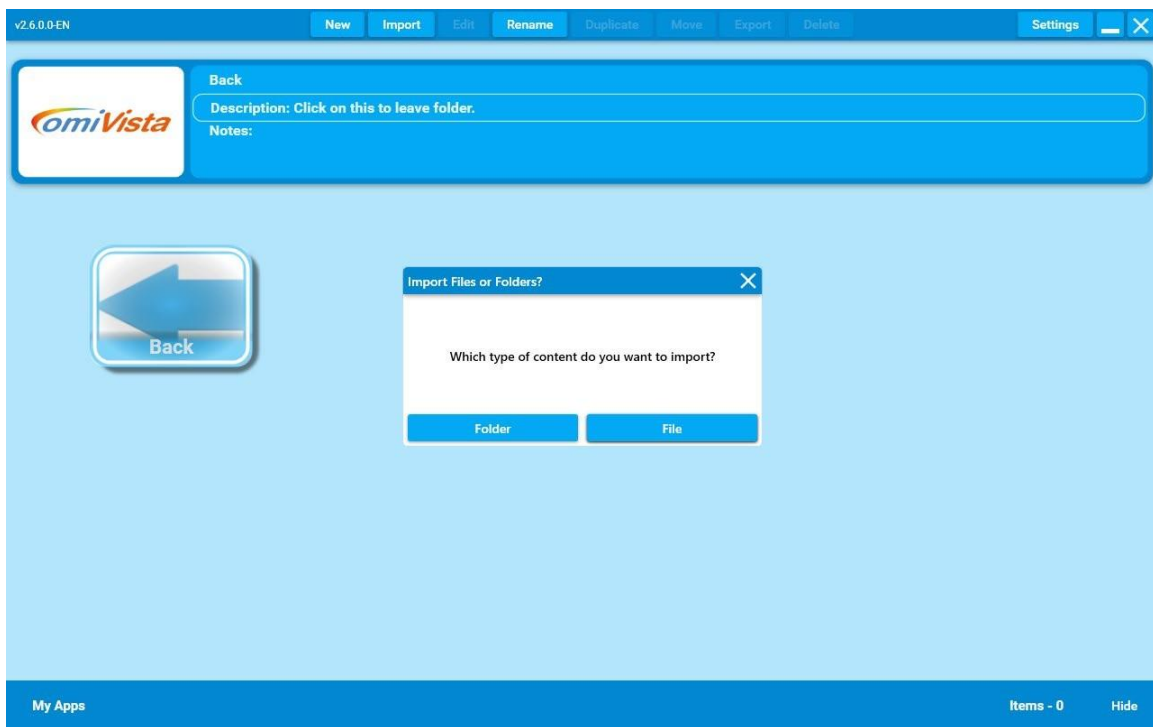 v2.6.0.0-EN
New Import Edit Rename Duplicate Move Export Delete Settings
omiVista
Back
Description: Click on this to leave folder.
Notes:
Back
Import Files or Folders?
Which type of content do you want to import?
Folder File
My Apps Items - 0 Hide